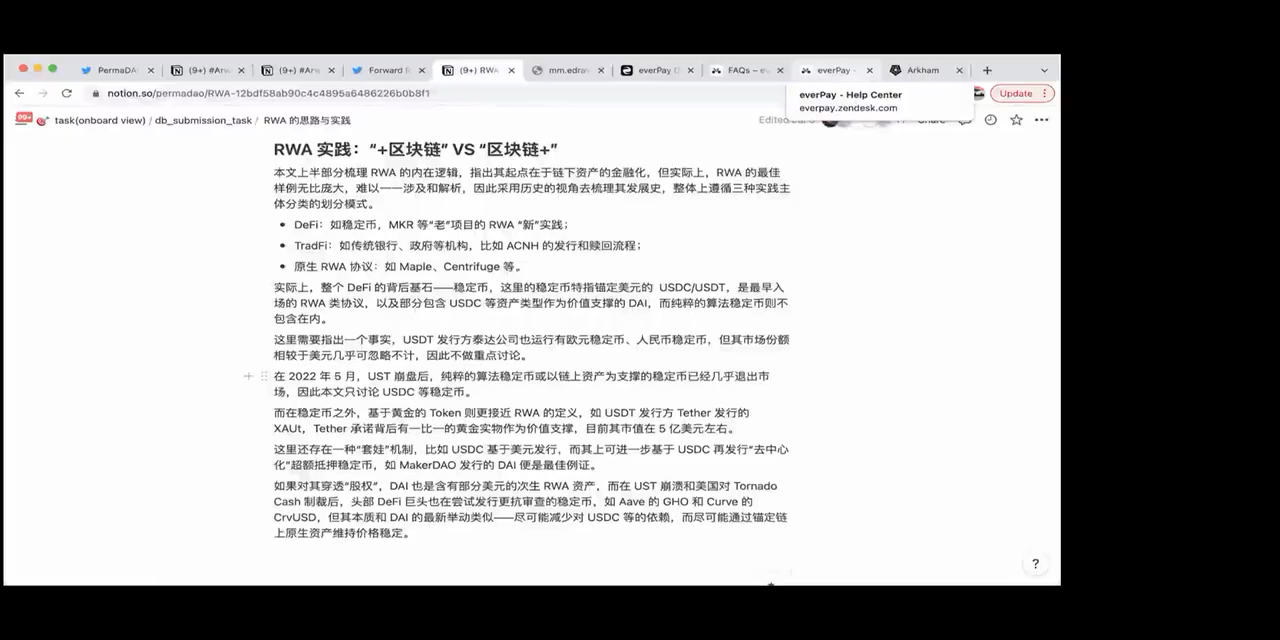 PermaDA
(9+) #Arw
(9+) #Arw
Forward
(9+) RWA
mm.edraw
everPay
FAQs – ev
everPay -
Arkham
notion.so/permadao/RWA-12bdf58ab90c4c4895a6486226b0b8f1
Update
everPay - Help Center
everpay.zendesk.com
99+
task(onboard view) / db_submission_task / RWA 的思路与实践
Edited
Share
RWA 实践：“+区块链” VS “区块链+”
本文上半部分梳理 RWA 的内在逻辑，指出其起点在于链下资产的金融化，但实际上，RWA 的最佳
样例无比庞大，难以一一涉及和解析，因此采用历史的视角去梳理其发展史，整体上遵循三种实践主
体分类的划分模式。
• DeFi：如稳定币，MKR 等“老”项目的 RWA “新”实践；
• TradFi：如传统银行、政府等机构，比如 ACNH 的发行和赎回流程；
• 原生 RWA 协议：如 Maple、Centrifuge 等。
实际上，整个 DeFi 的背后基石——稳定币，这里的稳定币特指锚定美元的 USDC/USDT，是最早入
场的 RWA 类协议，以及部分包含 USDC 等资产类型作为价值支撑的 DAI，而纯粹的算法稳定币则不
包含在内。
这里需要指出一个事实，USDT 发行方泰达公司也运行有欧元稳定币、人民币稳定币，但其市场份额
相较于美元几乎可忽略不计，因此不做重点讨论。
在 2022 年 5 月，UST 崩盘后，纯粹的算法稳定币或以链上资产为支撑的稳定币已经几乎退出市
场，因此本文只讨论 USDC 等稳定币。
而在稳定币之外，基于黄金的 Token 则更接近 RWA 的定义，如 USDT 发行方 Tether 发行的
XAUt，Tether 承诺背后有一比一的黄金实物作为价值支撑，目前其市值在 5 亿美元左右。
这里还存在一种“套娃”机制，比如 USDC 基于美元发行，而其上可进一步基于 USDC 再发行“去中心
化”超额抵押稳定币，如 MakerDAO 发行的 DAI 便是最佳例证。
如果对其穿透“股权”，DAI 也是含有部分美元的次生 RWA 资产，而在 UST 崩溃和美国对 Tornado
Cash 制裁后，头部 DeFi 巨头也在尝试发行更抗审查的稳定币，如 Aave 的 GHO 和 Curve 的
CrvUSD，但其本质和 DAI 的最新举动类似——尽可能减少对 USDC 等的依赖，而尽可能通过锚定链
上原生资产维持价格稳定。
?